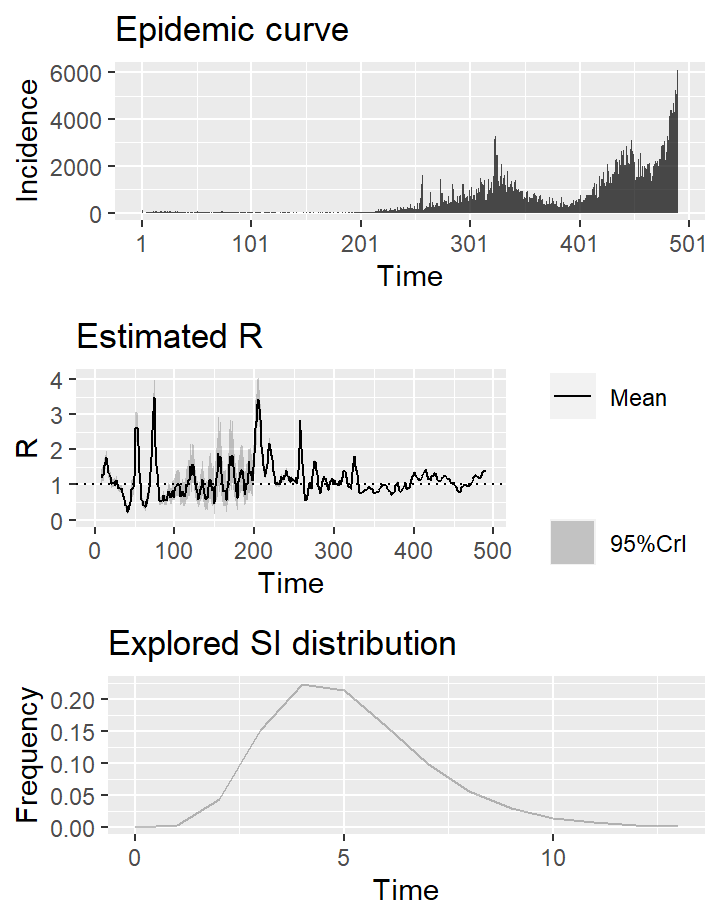 Epidemic curve
Incidence
6000
4000
2000
0
1 101 201 301 401 501
Time
Estimated R
R
4
3
2
1
0
0 100 200 300 400 500
Time
Mean
95%CrI
Explored SI distribution
Frequency
0.20
0.15
0.10
0.05
0.00
0 5 10
Time